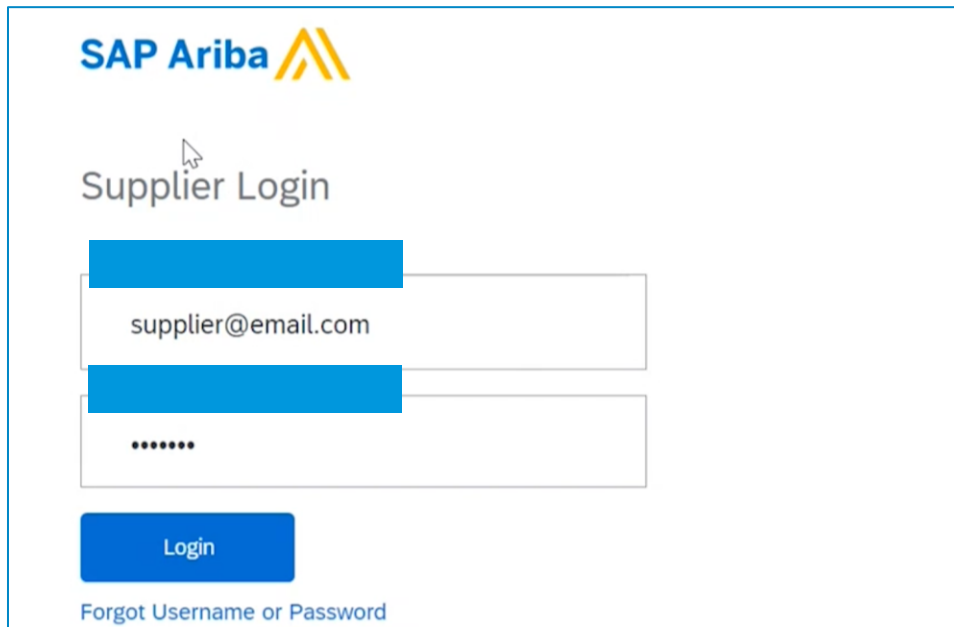 SAP Ariba
Supplier Login
supplier@email.com
•••••••
Login
Forgot Username or Password